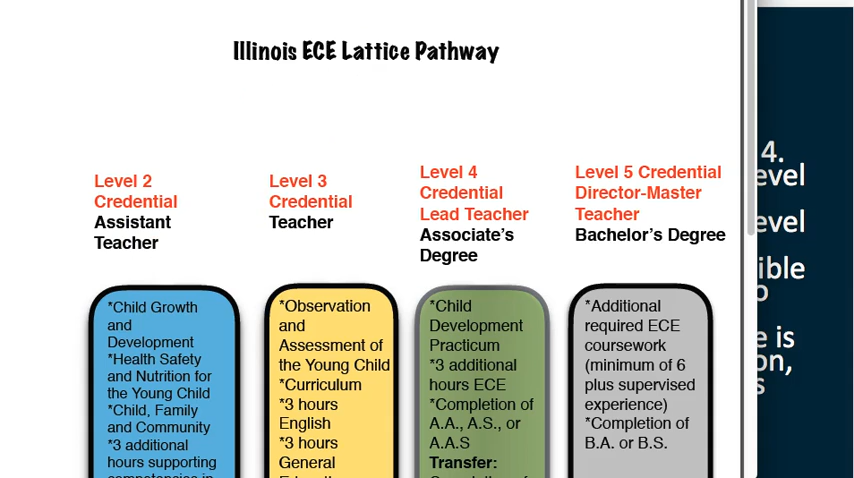 Illinois ECE Lattice Pathway
Level 2
Credential
Assistant
Teacher
Level 3
Credential
Teacher
Level 4
Credential
Lead Teacher
Associate's
Degree
Level 5 Credential
Director-Master
Teacher
Bachelor's Degree
*Child Growth
and
Development
*Health Safety
and Nutrition for
the Young Child
*Child, Family
and Community
*3 additional
hours supporting
competencies in
*Observation
and
Assessment of
the Young Child
*Curriculum
*3 hours
English
*3 hours
General
*Child
Development
Practicum
*3 additional
hours ECE
*Completion of
A.A., A.S., or
A.A.S
Transfer:
*Additional
required ECE
coursework
(minimum of 6
plus supervised
experience)
*Completion of
B.A. or B.S.
4.
evel
evel
ible
p
e is
on,
s